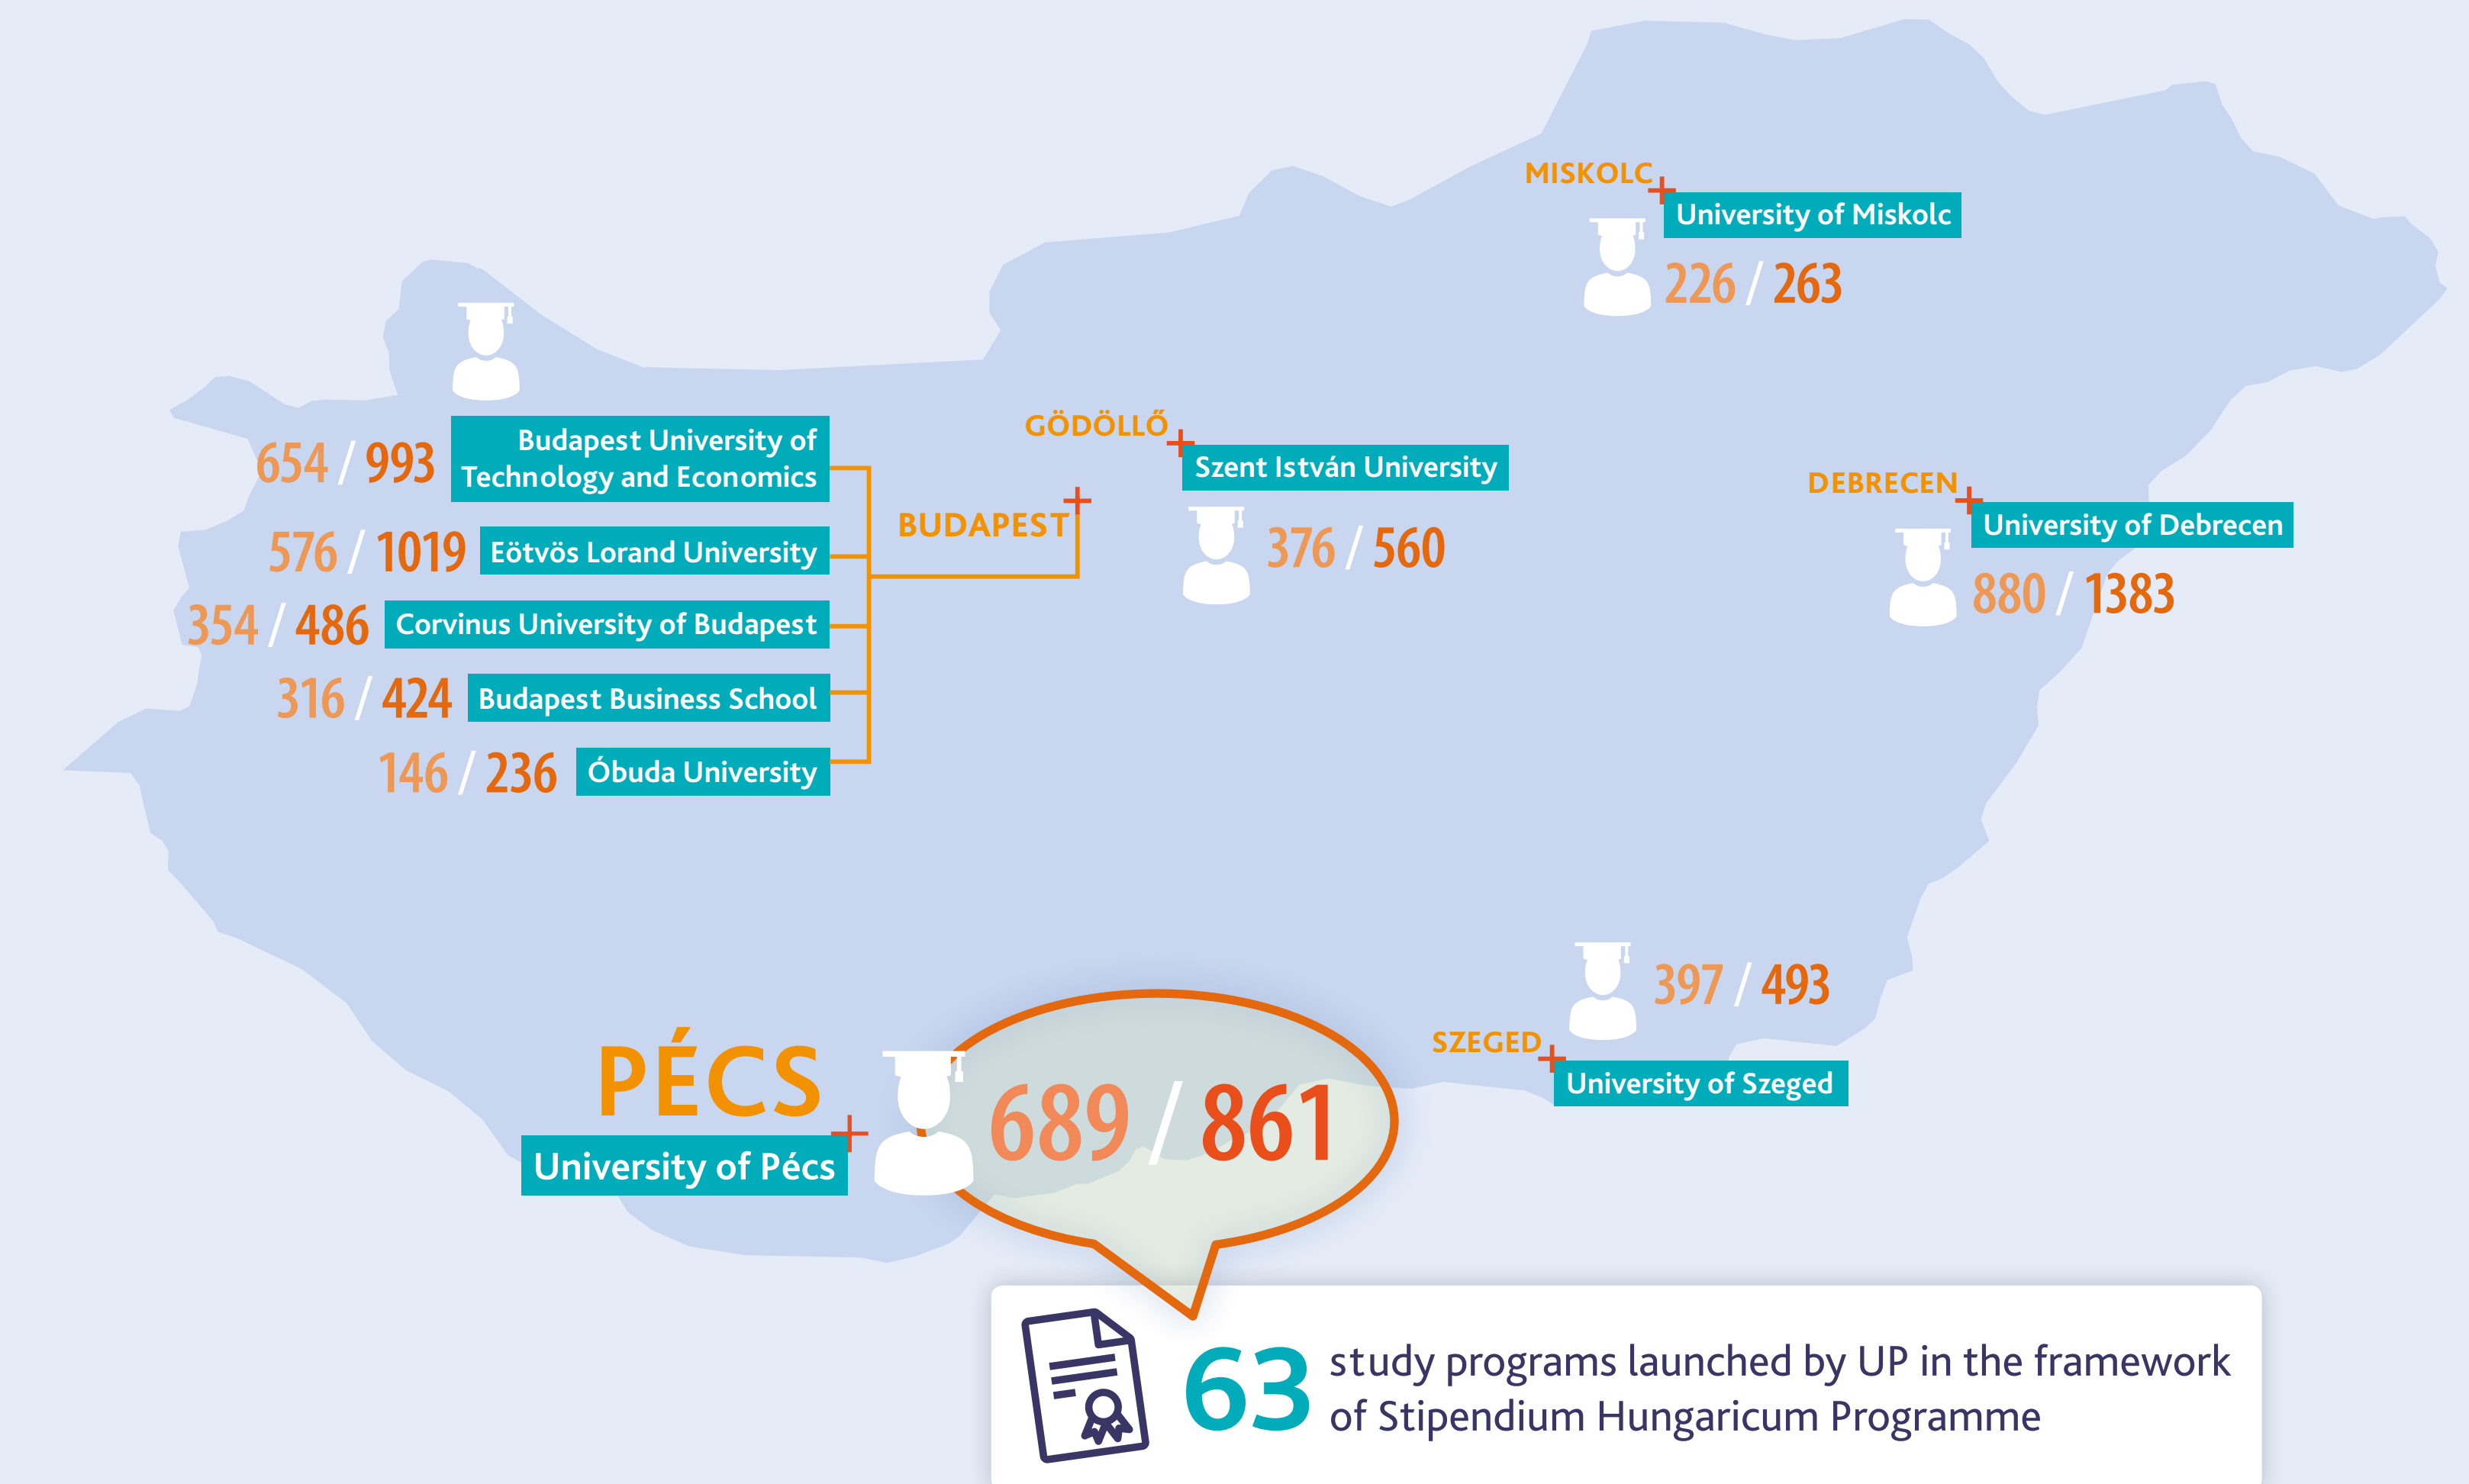 MISKOLC
University of Miskolc
226 / 263
654 / 993
Budapest University of
Technology and Economics
576 / 1019
Eötvös Lorand University
354 / 486
Corvinus University of Budapest
316 / 424
Budapest Business School
146 / 236
Óbuda University
BUDAPEST
GÖDÖLLŐ
Szent István University
376 / 560
DEBRECEN
University of Debrecen
880 / 1383
397 / 493
SZEGED
University of Szeged
PÉCS
University of Pécs
689 / 861
63
study programs launched by UP in the framework
of Stipendium Hungaricum Programme